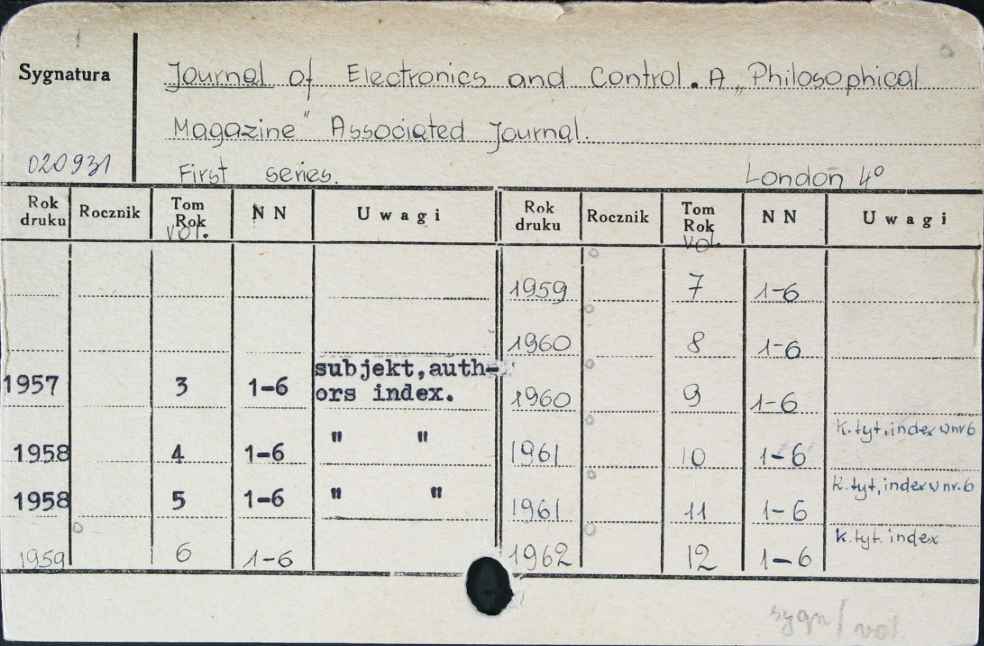 Sygnatura
Journal of Electronics and Control. A „Philosophical
Magazine" Associated Journal.
020931
First series. London 4°
Rok druku Rocznik Tom Rok Vol. NN Uwagi
1957 3 1-6 subjekt,auth-
ors index.
1958 4 1-6 " "
1958 5 1-6 " "
1959 6 1-6
Rok druku Rocznik Tom Rok Vol. NN Uwagi
1959 7 1-6
1960 8 1-6
1960 9 1-6
1961 10 1-6 k.tyt, index w nr 6
1961 11 1-6 k.tyt, index w nr. 6
1962 12 1-6 k.tyt. index
sygn/vol